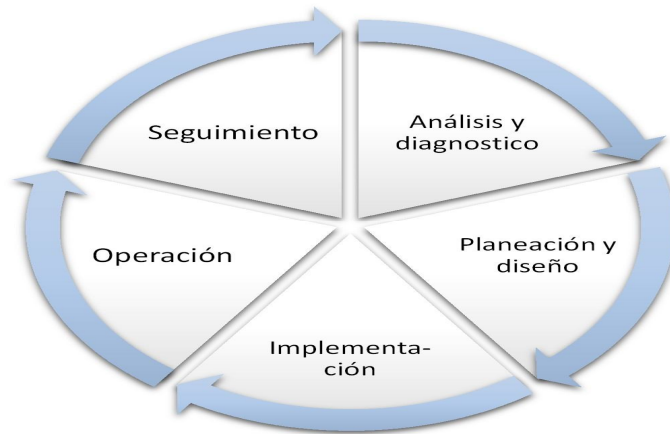 Análisis y
diagnostico
Planeación y
diseño
Implementa-
ción
Operación
Seguimiento